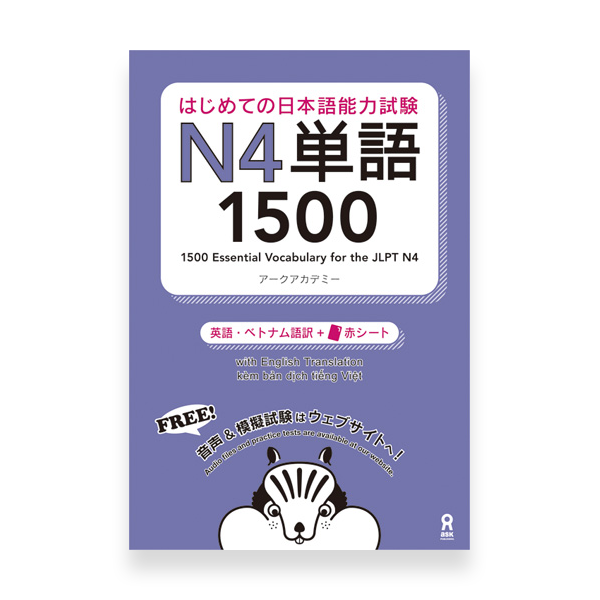 はじめての日本語能力試験
N4単語
1500
1500 Essential Vocabulary for the JLPT N4
アークアカデミー
英語・ベトナム語訳 + 赤シート
with English Translation
kèm bản dịch tiếng Việt
FREE!
音声 & 模擬試験はウェブサイトへ!
Audio files and practice tests are available at our website.
ask
PUBLISHING